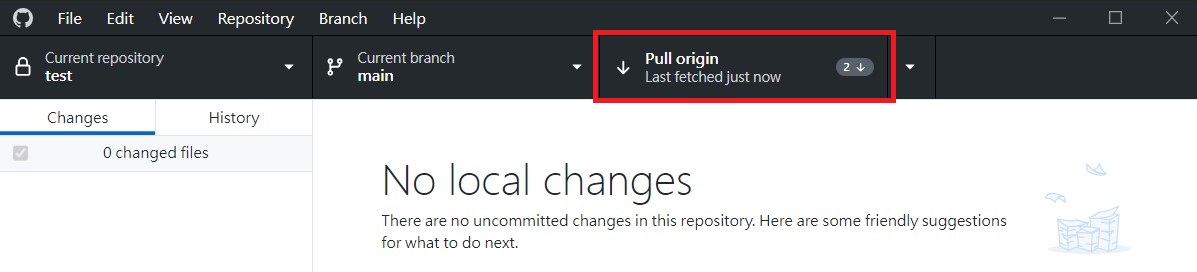 File Edit View Repository Branch Help
Current repository
test
Current branch
main
Pull origin
Last fetched just now
2
Changes History
0 changed files
No local changes
There are no uncommitted changes in this repository. Here are some friendly suggestions
for what to do next.